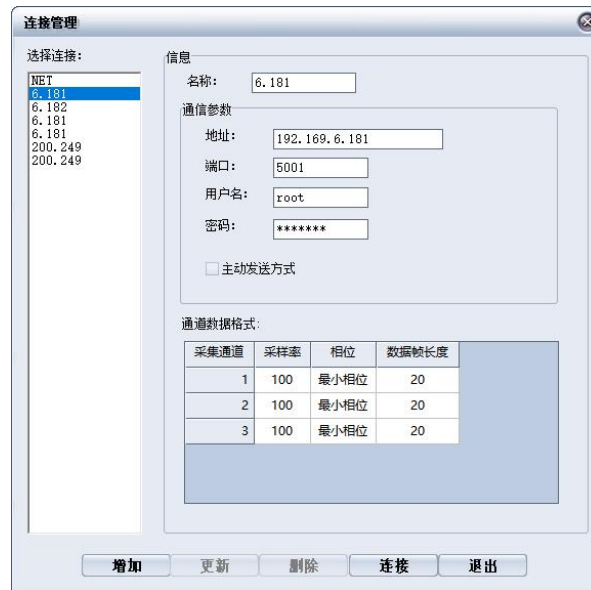 连接管理
选择连接:
NET
6.181
6.182
6.181
6.181
200.249
200.249
信息
名称: 6.181
通信参数
地址: 192.169.6.181
端口: 5001
用户名: root
密码: *******
主动发送方式
通道数据格式:
采集通道 采样率 相位 数据帧长度
1 100 最小相位 20
2 100 最小相位 20
3 100 最小相位 20
增加 更新 删除 连接 退出